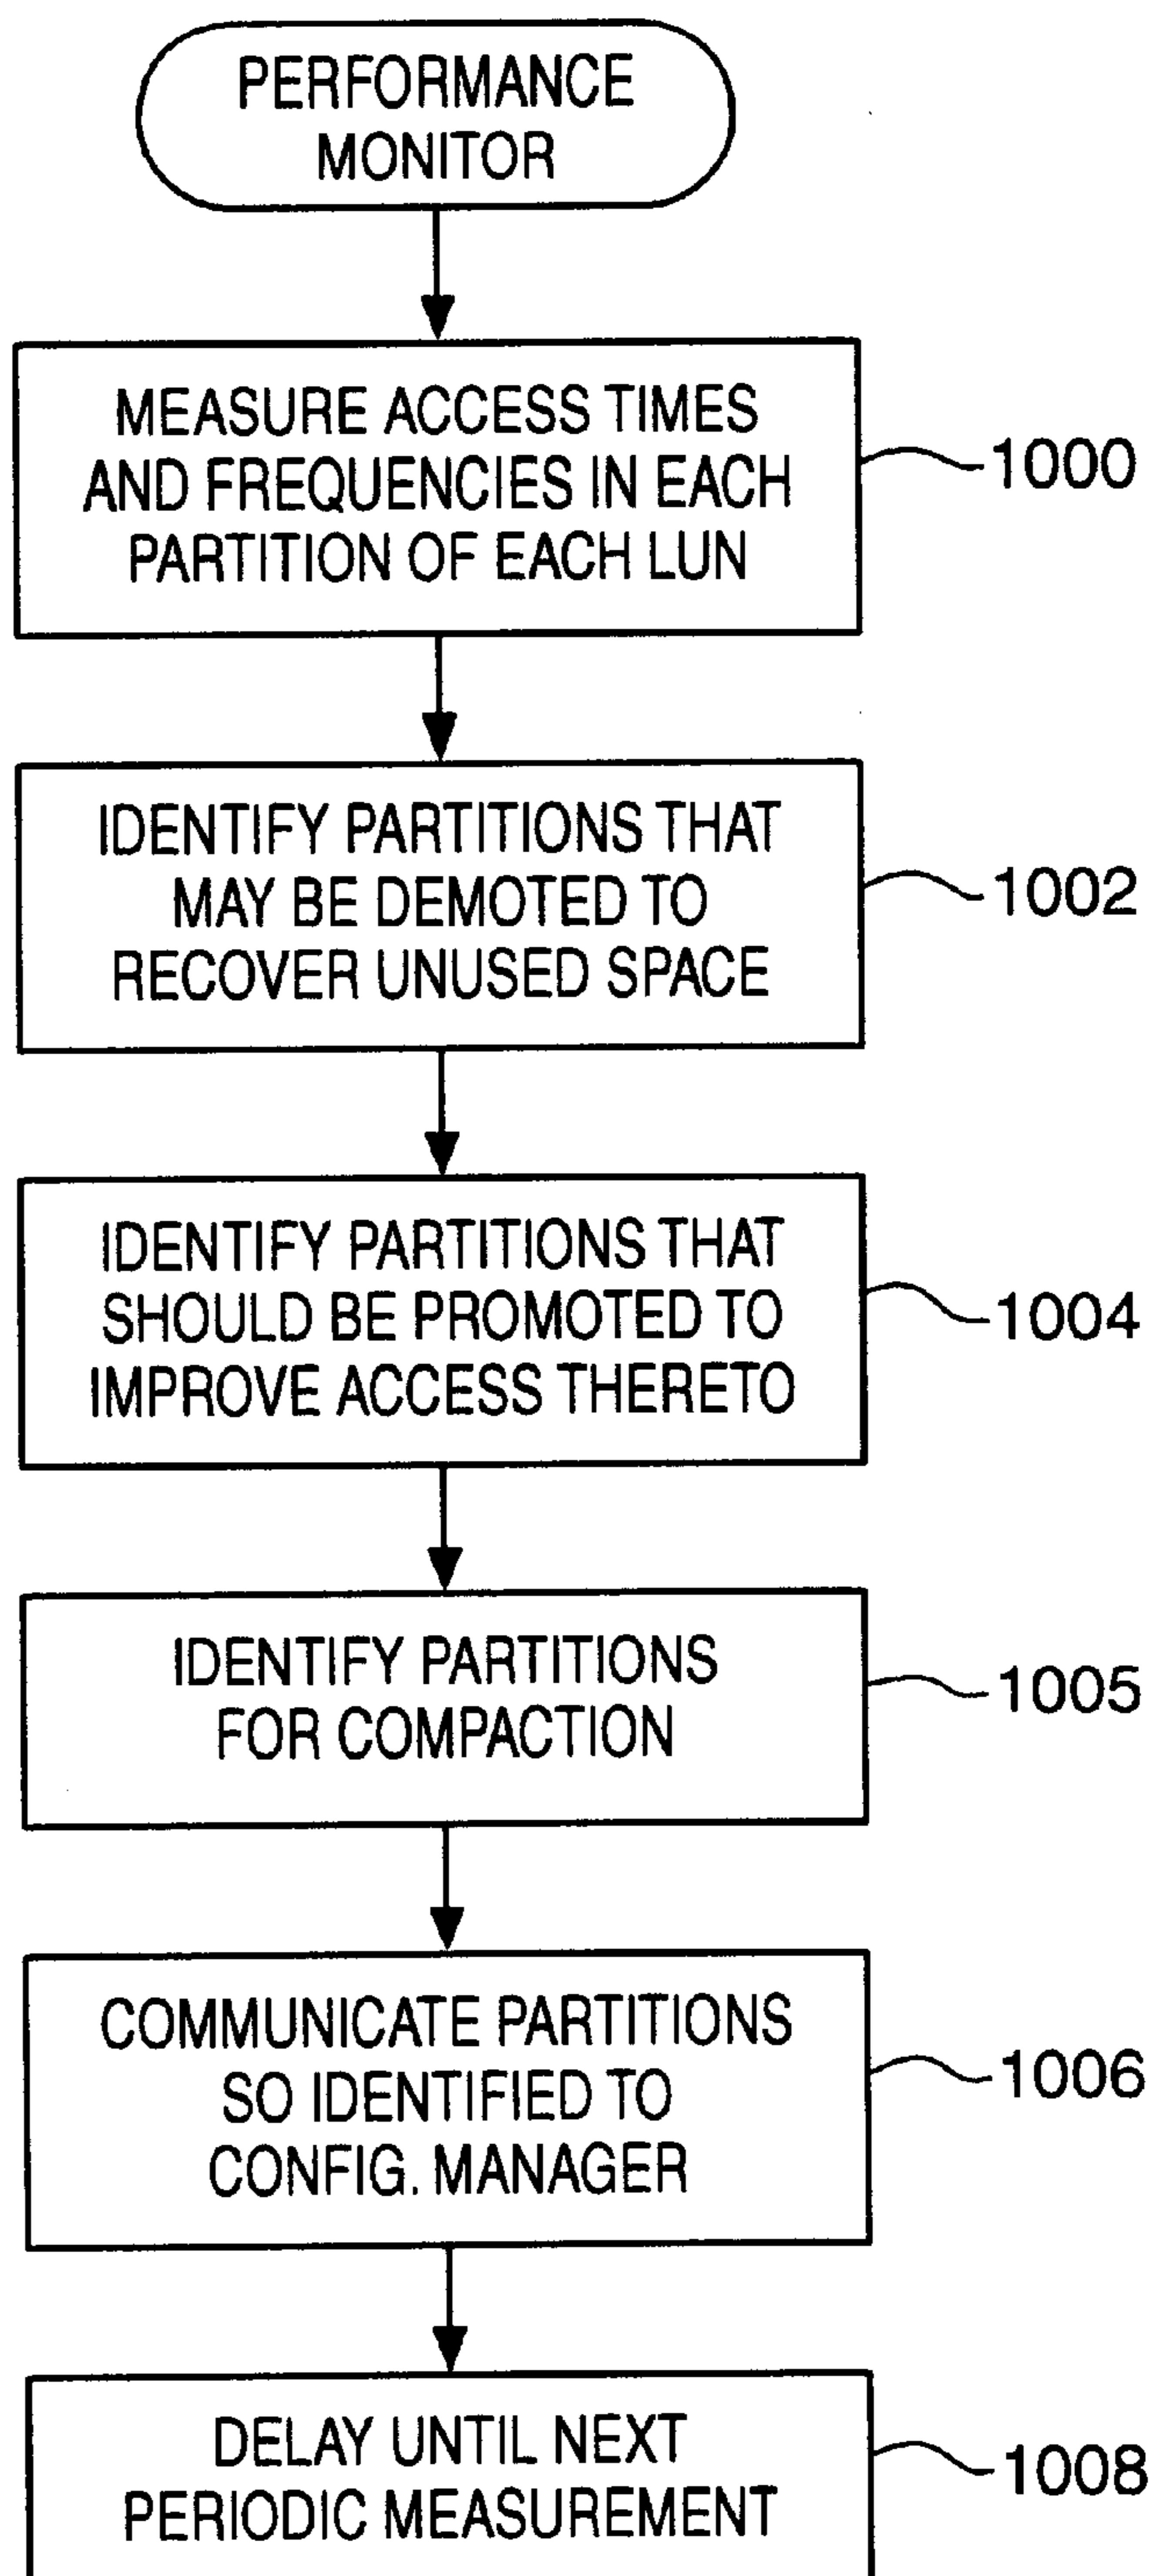 PERFORMANCE
MONITOR
MEASURE ACCESS TIMES
AND FREQUENCIES IN EACH
PARTITION OF EACH LUN
1000
IDENTIFY PARTITIONS THAT
MAY BE DEMOTED TO
RECOVER UNUSED SPACE
1002
IDENTIFY PARTITIONS THAT
SHOULD BE PROMOTED TO
IMPROVE ACCESS THERETO
1004
IDENTIFY PARTITIONS
FOR COMPACTION
1005
COMMUNICATE PARTITIONS
SO IDENTIFIED TO
CONFIG. MANAGER
1006
DELAY UNTIL NEXT
PERIODIC MEASUREMENT
1008